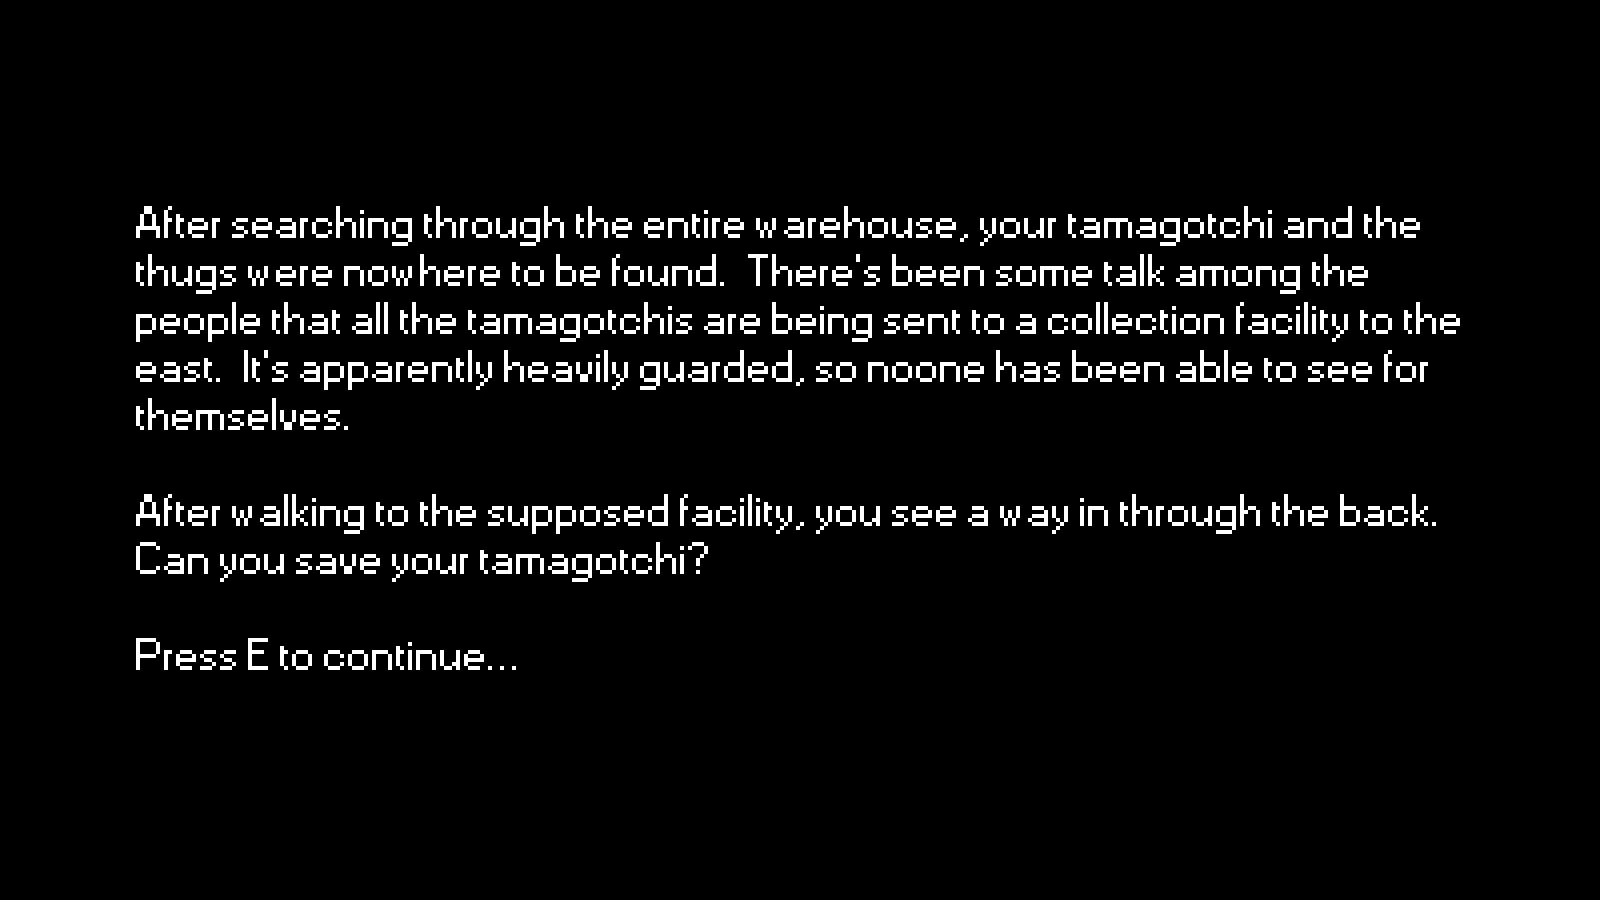 After searching through the entire warehouse, your tamagotchi and the
thugs were nowhere to be found.  There's been some talk among the
people that all the tamagotchis are being sent to a collection facility to the
east.  It's apparently heavily guarded, so noone has been able to see for
themselves.
After walking to the supposed facility, you see a way in through the back.
Can you save your tamagotchi?
Press E to continue...